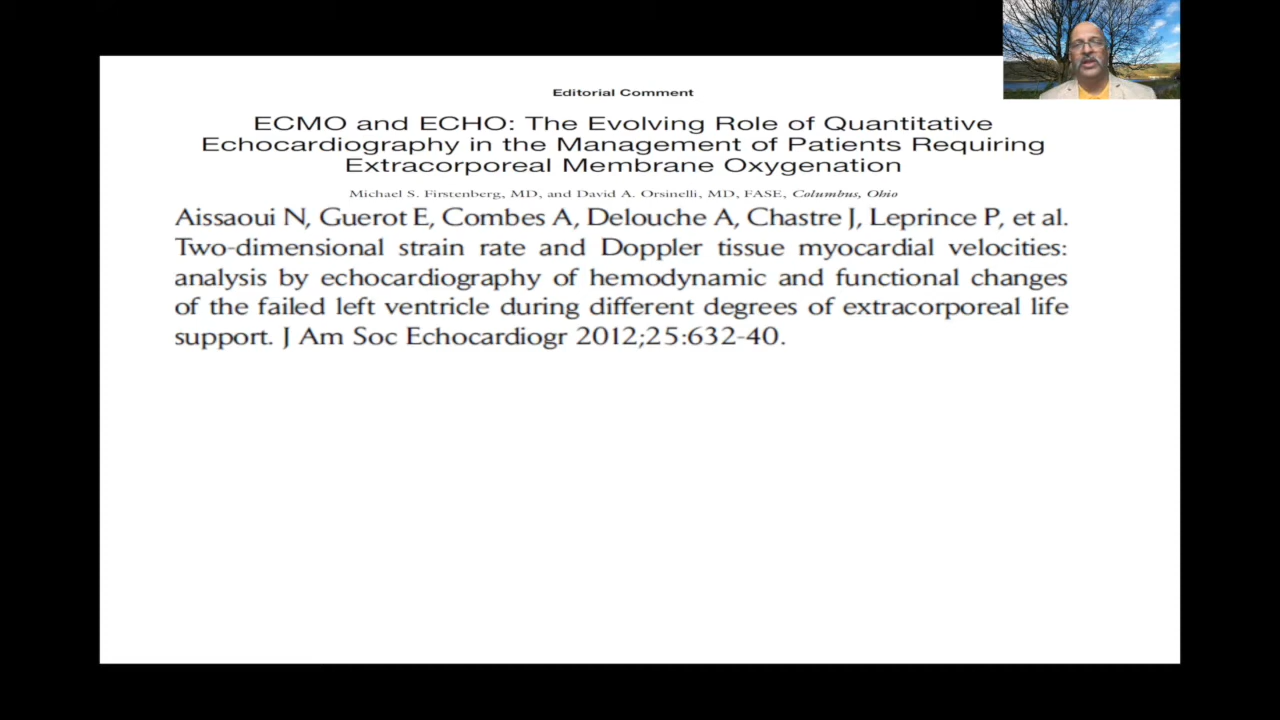 Editorial Comment
ECMO and ECHO: The Evolving Role of Quantitative
Echocardiography in the Management of Patients Requiring
Extracorporeal Membrane Oxygenation
Michael S. Firstenberg, MD, and David A. Orsinelli, MD, FASE, Columbus, Ohio
Aissaoui N, Guerot E, Combes A, Delouche A, Chastre J, Leprince P, et al.
Two-dimensional strain rate and Doppler tissue myocardial velocities:
analysis by echocardiography of hemodynamic and functional changes
of the failed left ventricle during different degrees of extracorporeal life
support. J Am Soc Echocardiogr 2012;25:632-40.